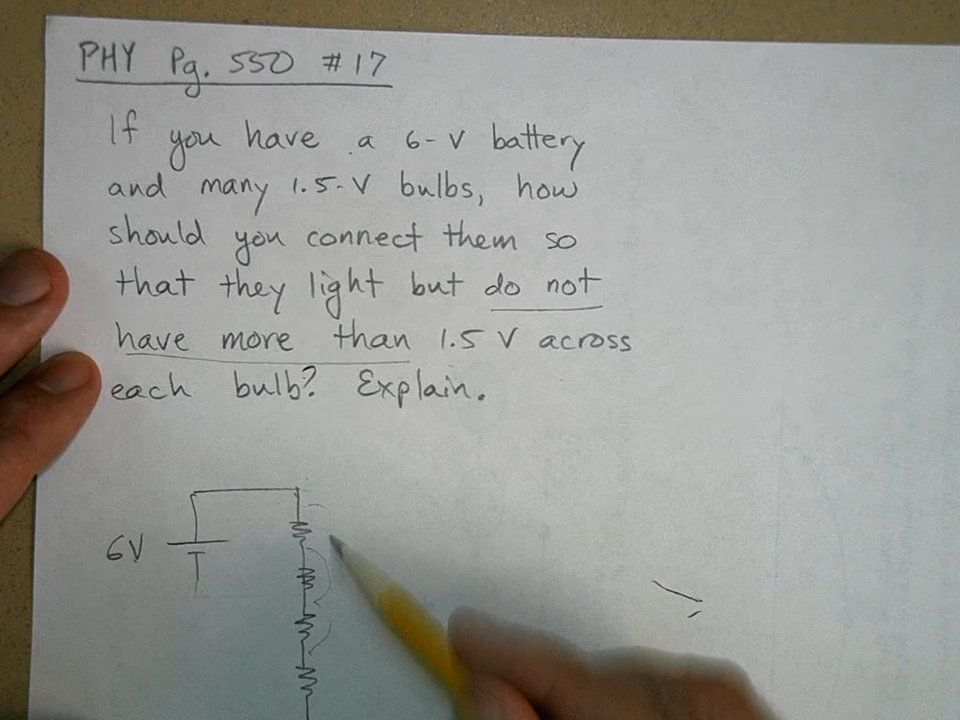 PHY Pg. 550 #17
If you have a 6-V battery
and many 1.5-V bulbs, how
should you connect them so
that they light but do not
have more than 1.5 V across
each bulb? Explain.
6V